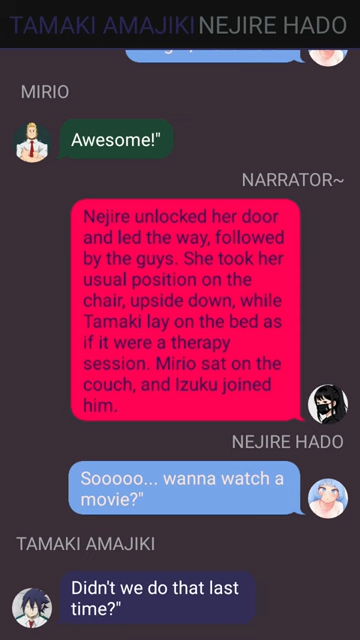 TAMAKI AMAJIKI NEJIRE HADO
MIRIO
Awesome!"
NARRATOR~
Nejire unlocked her door
and led the way, followed
by the guys. She took her
usual position on the
chair, upside down, while
Tamaki lay on the bed as
if it were a therapy
session. Mirio sat on the
couch, and Izuku joined
him.
NEJIRE HADO
Sooooo... wanna watch a
movie?"
TAMAKI AMAJIKI
Didn't we do that last
time?"